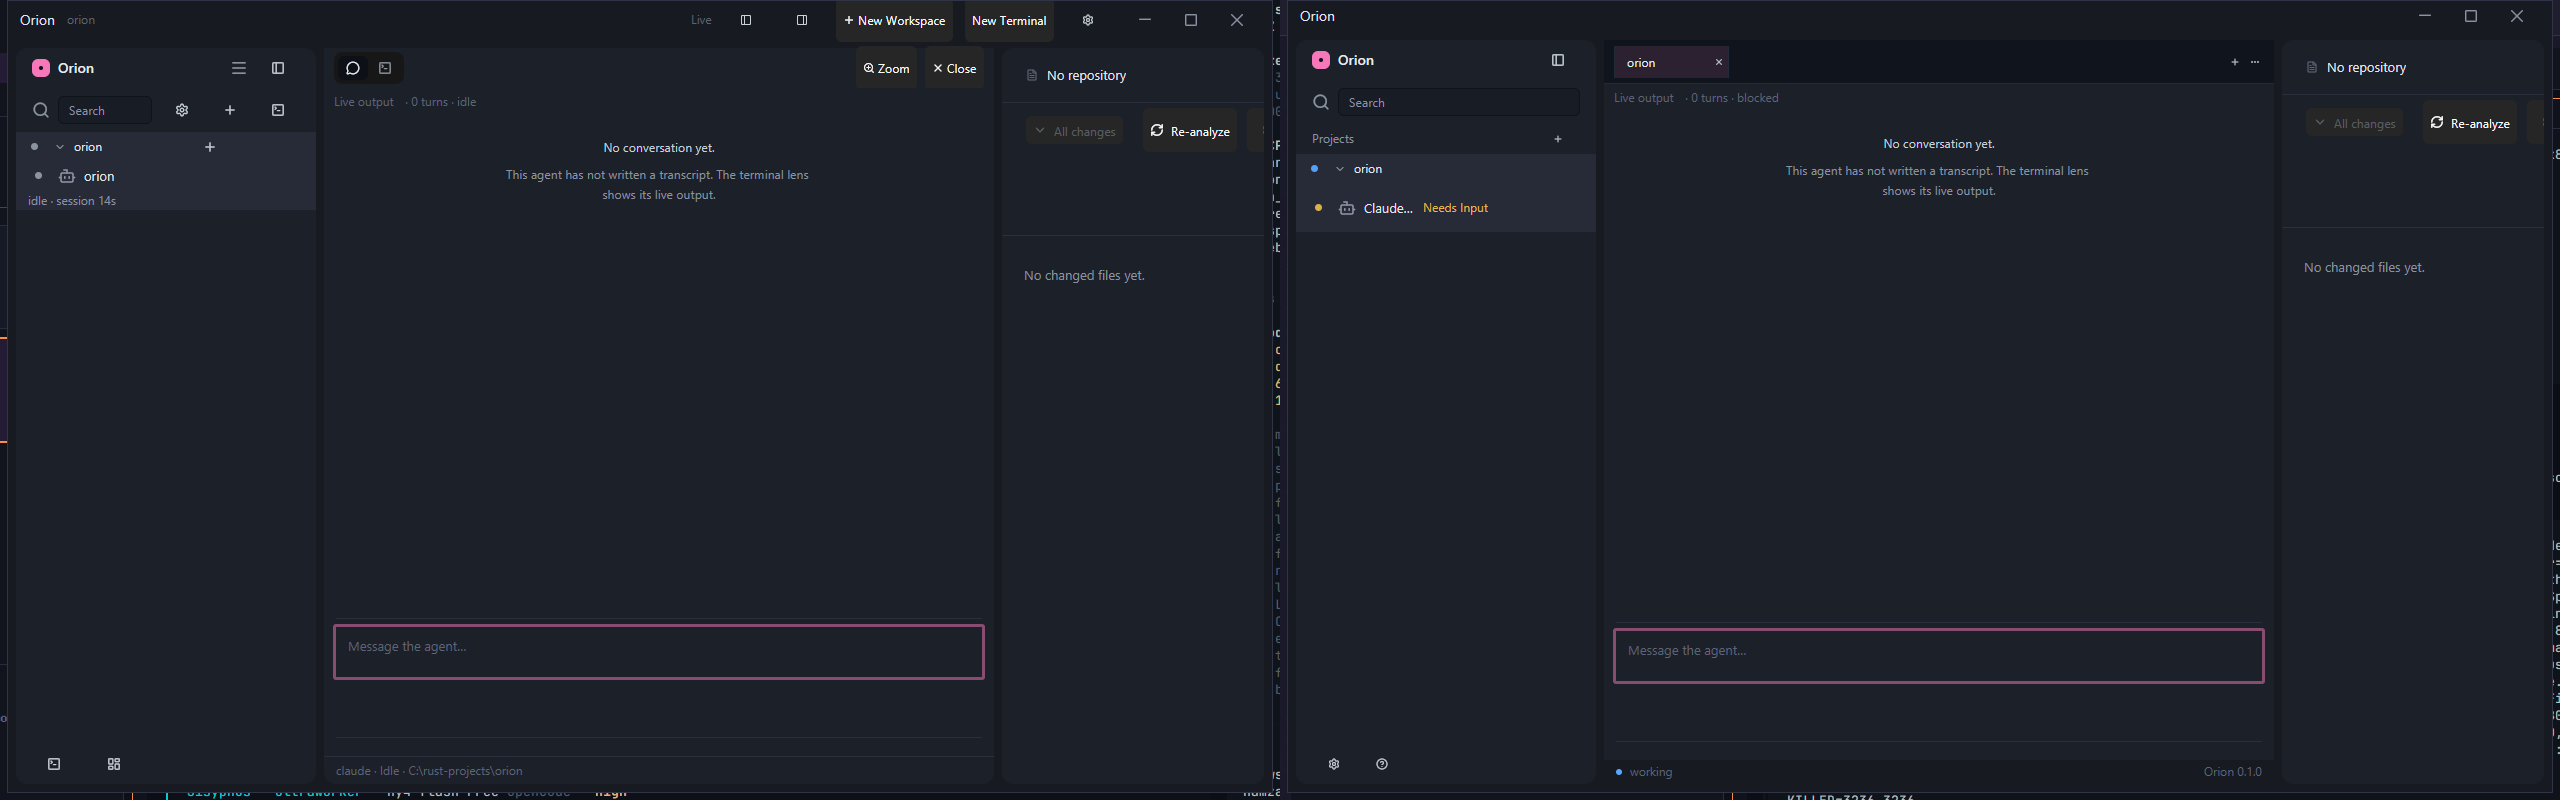 Orion orion Live + New Workspace New Terminal
Orion
Search
orion +
orion
idle · session 14s
Zoom × Close
Live output · 0 turns · idle
No conversation yet.
This agent has not written a transcript. The terminal lens
shows its live output.
Message the agent...
claude · Idle · C:\rust-projects\orion
No repository
All changes Re-analyze
No changed files yet.
Orion
Orion
Search
Projects +
orion
Claude... Needs Input
orion × + ···
Live output · 0 turns · blocked
No conversation yet.
This agent has not written a transcript. The terminal lens
shows its live output.
Message the agent...
working Orion 0.1.0
No repository
All changes Re-analyze
No changed files yet.